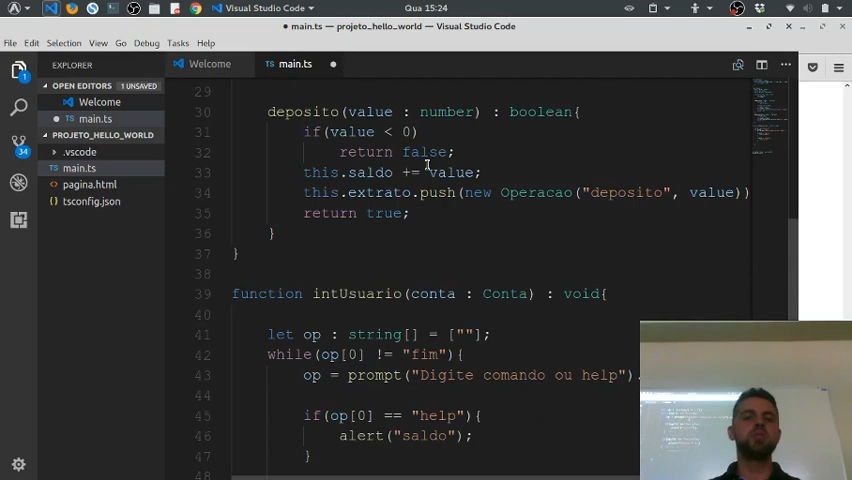 Visual Studio Code
Qua 15:24
main.ts • projeto_hello_world - Visual Studio Code
File Edit Selection View Go Debug Tasks Help
EXPLORER
OPEN EDITORS 1 UNSAVED
Welcome
main.ts
PROJETO_HELLO_WORLD
.vscode
main.ts
pagina.html
tsconfig.json
1
Welcome main.ts
29
30 deposito(value : number) : boolean{
31 if(value < 0)
32 return false;
33 this.saldo += value;
34 this.extrato.push(new Operacao("deposito", value))
35 return true;
36 }
37 }
38
39 function intUsuario(conta : Conta) : void{
40
41 let op : string[] = [""];
42 while(op[0] != "fim"){
43 op = prompt("Digite comando ou help").
44
45 if(op[0] == "help"){
46 alert("saldo");
47 }
48